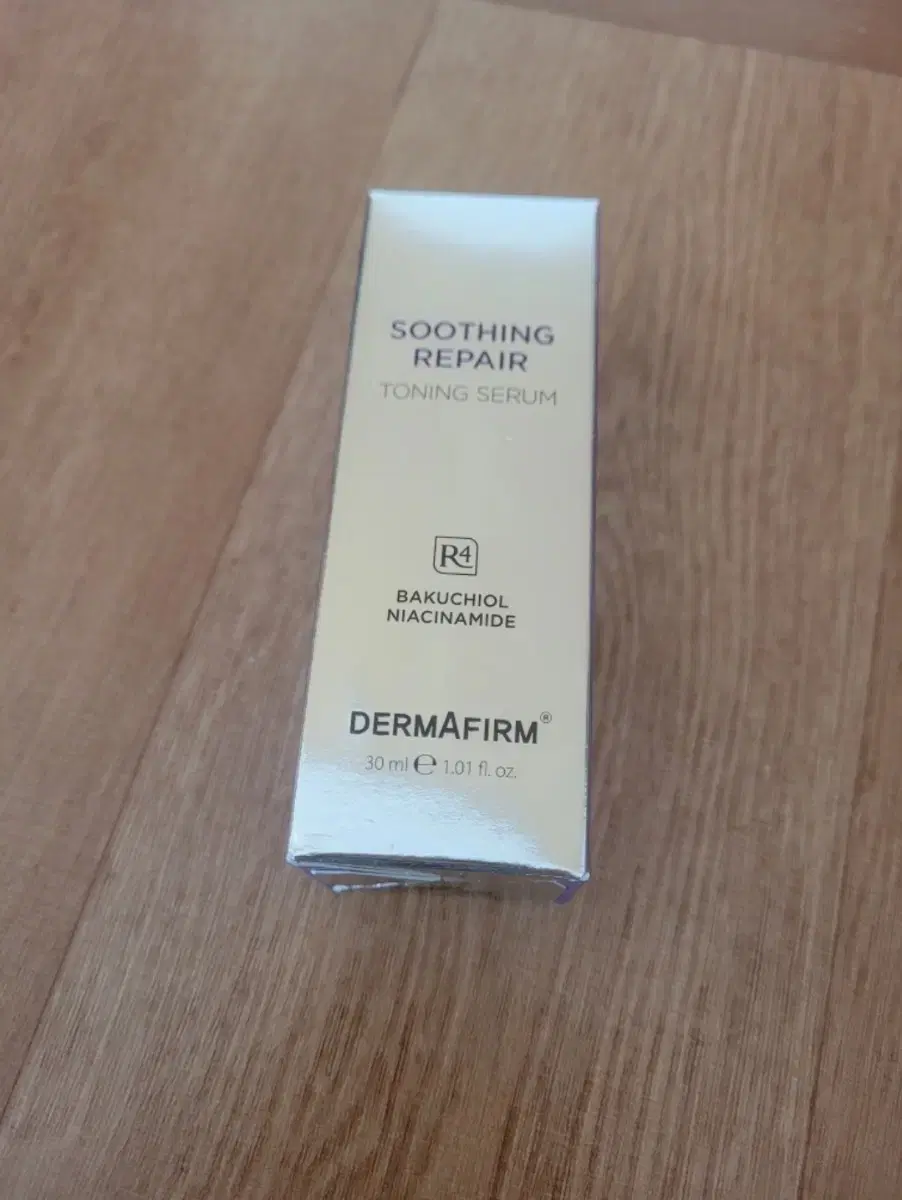 SOOTHING
REPAIR
TONING SERUM
R4
BAKUCHIOL
NIACINAMIDE
DERMAFIRM®
30 ml ℮ 1.01 fl. oz.